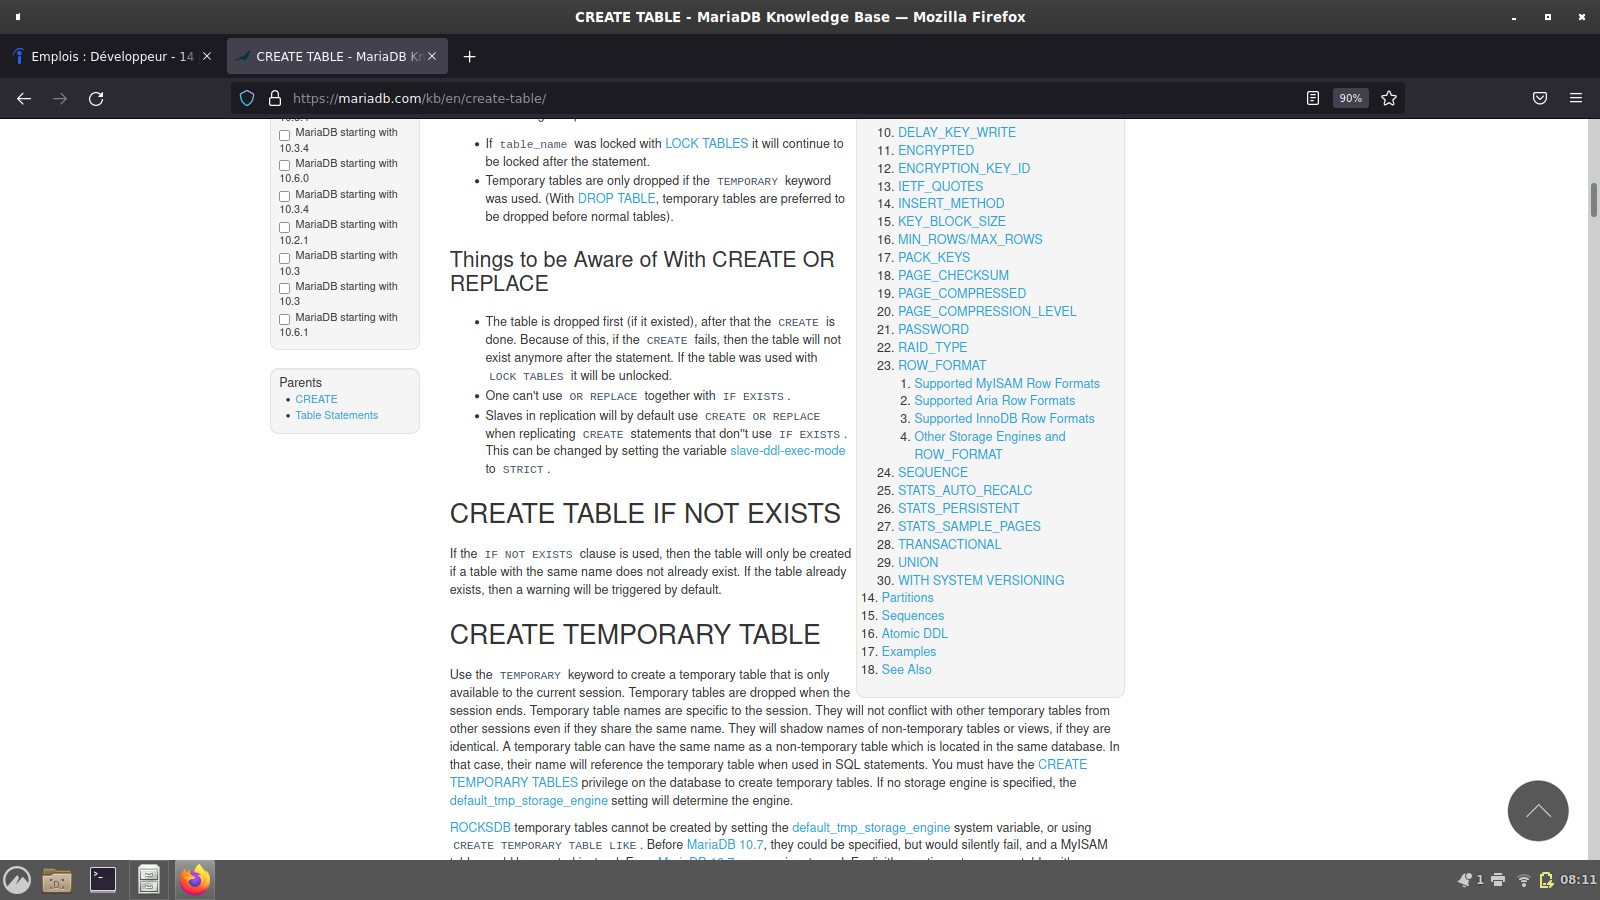 CREATE TABLE - MariaDB Knowledge Base — Mozilla Firefox
Emplois : Développeur - 14
CREATE TABLE - MariaDB Kn
https://mariadb.com/kb/en/create-table/
90%
MariaDB starting with
10.3.4
MariaDB starting with
10.6.0
MariaDB starting with
10.3.4
MariaDB starting with
10.2.1
MariaDB starting with
10.3
MariaDB starting with
10.3
MariaDB starting with
10.6.1
Parents
• CREATE
• Table Statements
• If table_name was locked with LOCK TABLES it will continue to
be locked after the statement.
• Temporary tables are only dropped if the TEMPORARY keyword
was used. (With DROP TABLE, temporary tables are preferred to
be dropped before normal tables).
Things to be Aware of With CREATE OR
REPLACE
• The table is dropped first (if it existed), after that the CREATE is
done. Because of this, if the CREATE fails, then the table will not
exist anymore after the statement. If the table was used with
LOCK TABLES it will be unlocked.
• One can't use OR REPLACE together with IF EXISTS.
• Slaves in replication will by default use CREATE OR REPLACE
when replicating CREATE statements that don''t use IF EXISTS.
This can be changed by setting the variable slave-ddl-exec-mode
to STRICT.
CREATE TABLE IF NOT EXISTS
If the IF NOT EXISTS clause is used, then the table will only be created
if a table with the same name does not already exist. If the table already
exists, then a warning will be triggered by default.
CREATE TEMPORARY TABLE
Use the TEMPORARY keyword to create a temporary table that is only
available to the current session. Temporary tables are dropped when the
session ends. Temporary table names are specific to the session. They will not conflict with other temporary tables from
other sessions even if they share the same name. They will shadow names of non-temporary tables or views, if they are
identical. A temporary table can have the same name as a non-temporary table which is located in the same database. In
that case, their name will reference the temporary table when used in SQL statements. You must have the CREATE
TEMPORARY TABLES privilege on the database to create temporary tables. If no storage engine is specified, the
default_tmp_storage_engine setting will determine the engine.
ROCKSDB temporary tables cannot be created by setting the default_tmp_storage_engine system variable, or using
CREATE TEMPORARY TABLE LIKE. Before MariaDB 10.7, they could be specified, but would silently fail, and a MyISAM
10. DELAY_KEY_WRITE
11. ENCRYPTED
12. ENCRYPTION_KEY_ID
13. IETF_QUOTES
14. INSERT_METHOD
15. KEY_BLOCK_SIZE
16. MIN_ROWS/MAX_ROWS
17. PACK_KEYS
18. PAGE_CHECKSUM
19. PAGE_COMPRESSED
20. PAGE_COMPRESSION_LEVEL
21. PASSWORD
22. RAID_TYPE
23. ROW_FORMAT
1. Supported MyISAM Row Formats
2. Supported Aria Row Formats
3. Supported InnoDB Row Formats
4. Other Storage Engines and
ROW_FORMAT
24. SEQUENCE
25. STATS_AUTO_RECALC
26. STATS_PERSISTENT
27. STATS_SAMPLE_PAGES
28. TRANSACTIONAL
29. UNION
30. WITH SYSTEM VERSIONING
14. Partitions
15. Sequences
16. Atomic DDL
17. Examples
18. See Also
1
08:11